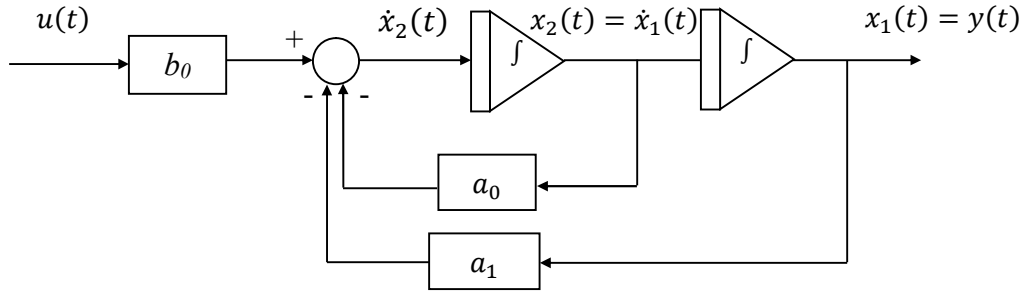 u(t)
ẋ₂(t)
x₂(t) = ẋ₁(t)
x₁(t) = y(t)
b₀
+
∫
∫
-
-
a₀
a₁